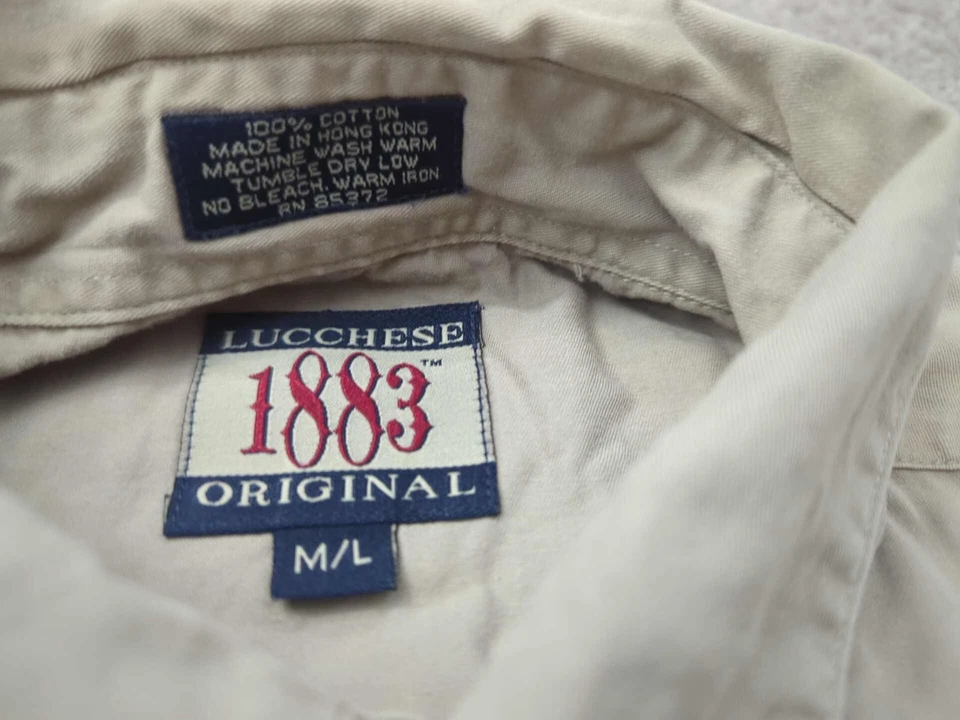 100% COTTON
MADE IN HONG KONG
MACHINE WASH WARM
TUMBLE DRY LOW
NO BLEACH. WARM IRON
RN 85372
LUCCHESE
1883™
ORIGINAL
M/L